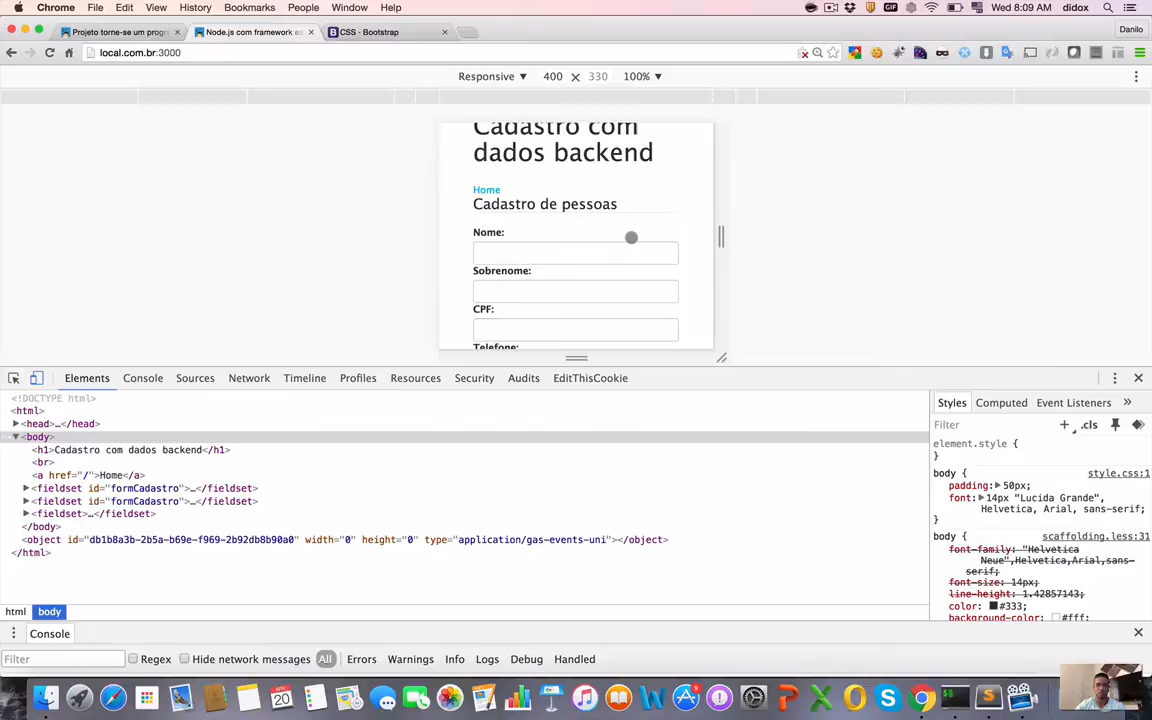 Chrome File Edit View History Bookmarks People Window Help GIF Wed 8:09 AM didox
Projeto torne-se um progr × Node.js com framework ex × B CSS · Bootstrap × Danilo
local.com.br:3000
Responsive ▼ 400 × 330 100% ▼
Cadastro com
dados backend
Home
Cadastro de pessoas
Nome:
Sobrenome:
CPF:
Telefone:
Elements Console Sources Network Timeline Profiles Resources Security Audits EditThisCookie
<!DOCTYPE html>
<html>
<head>…</head>
<body>
<h1>Cadastro com dados backend</h1>
<br>
<a href="/">Home</a>
<fieldset id="formCadastro">…</fieldset>
<fieldset id="formCadastro">…</fieldset>
<fieldset>…</fieldset>
</body>
<object id="db1b8a3b-2b5a-b69e-f969-2b92db8b90a0" width="0" height="0" type="application/gas-events-uni"></object>
</html>
html body
Styles Computed Event Listeners »
Filter + .cls
element.style {
}
body { style.css:1
padding: 50px;
font: 14px "Lucida Grande",
Helvetica, Arial, sans-serif;
}
body { scaffolding.less:31
font-family: "Helvetica
Neue",Helvetica,Arial,sans-
serif;
font-size: 14px;
line-height: 1.42857143;
color: #333;
background-color: #fff;
Console
Filter Regex Hide network messages All Errors Warnings Info Logs Debug Handled